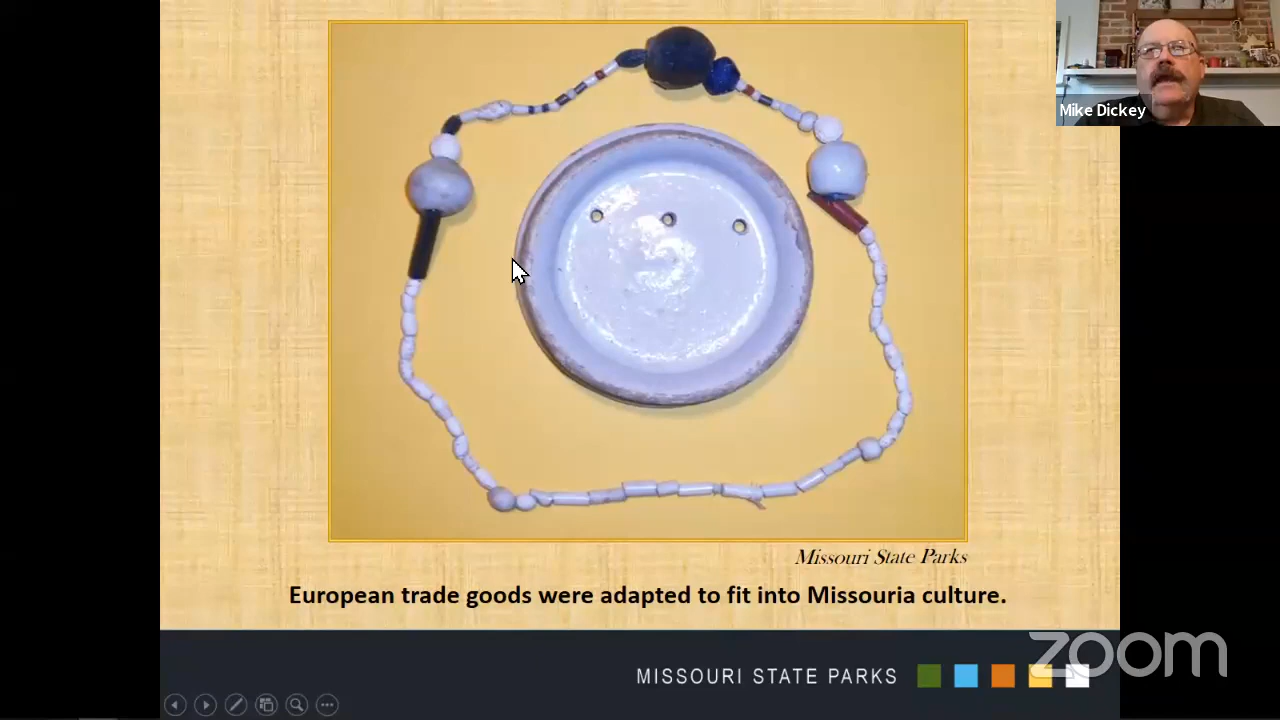 Mike Dickey
Missouri State Parks
European trade goods were adapted to fit into Missouria culture.
MISSOURI STATE PARKS
zoom